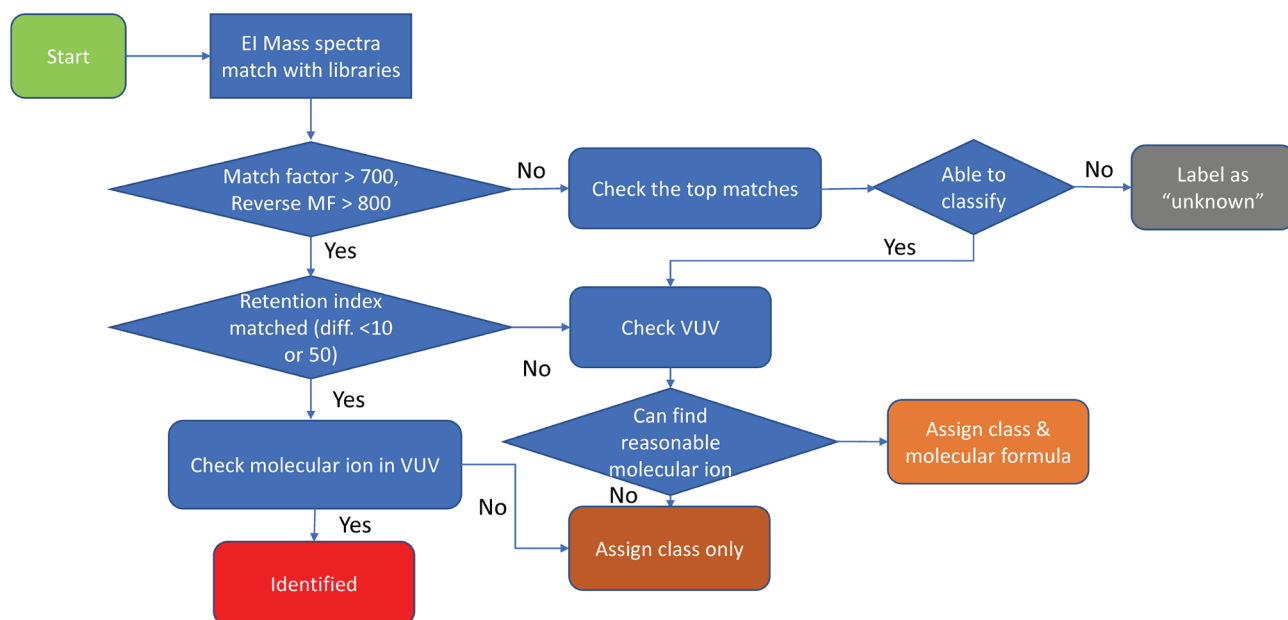 Start
EI Mass spectra
match with libraries
Match factor > 700,
Reverse MF > 800
No
Check the top matches
Able to
classify
No
Label as
“unknown”
Yes
Yes
Retention index
matched (diff. <10
or 50)
Check VUV
No
Yes
Can find
reasonable
molecular ion
Assign class &
molecular formula
Check molecular ion in VUV
No
No
Yes
Assign class only
Identified